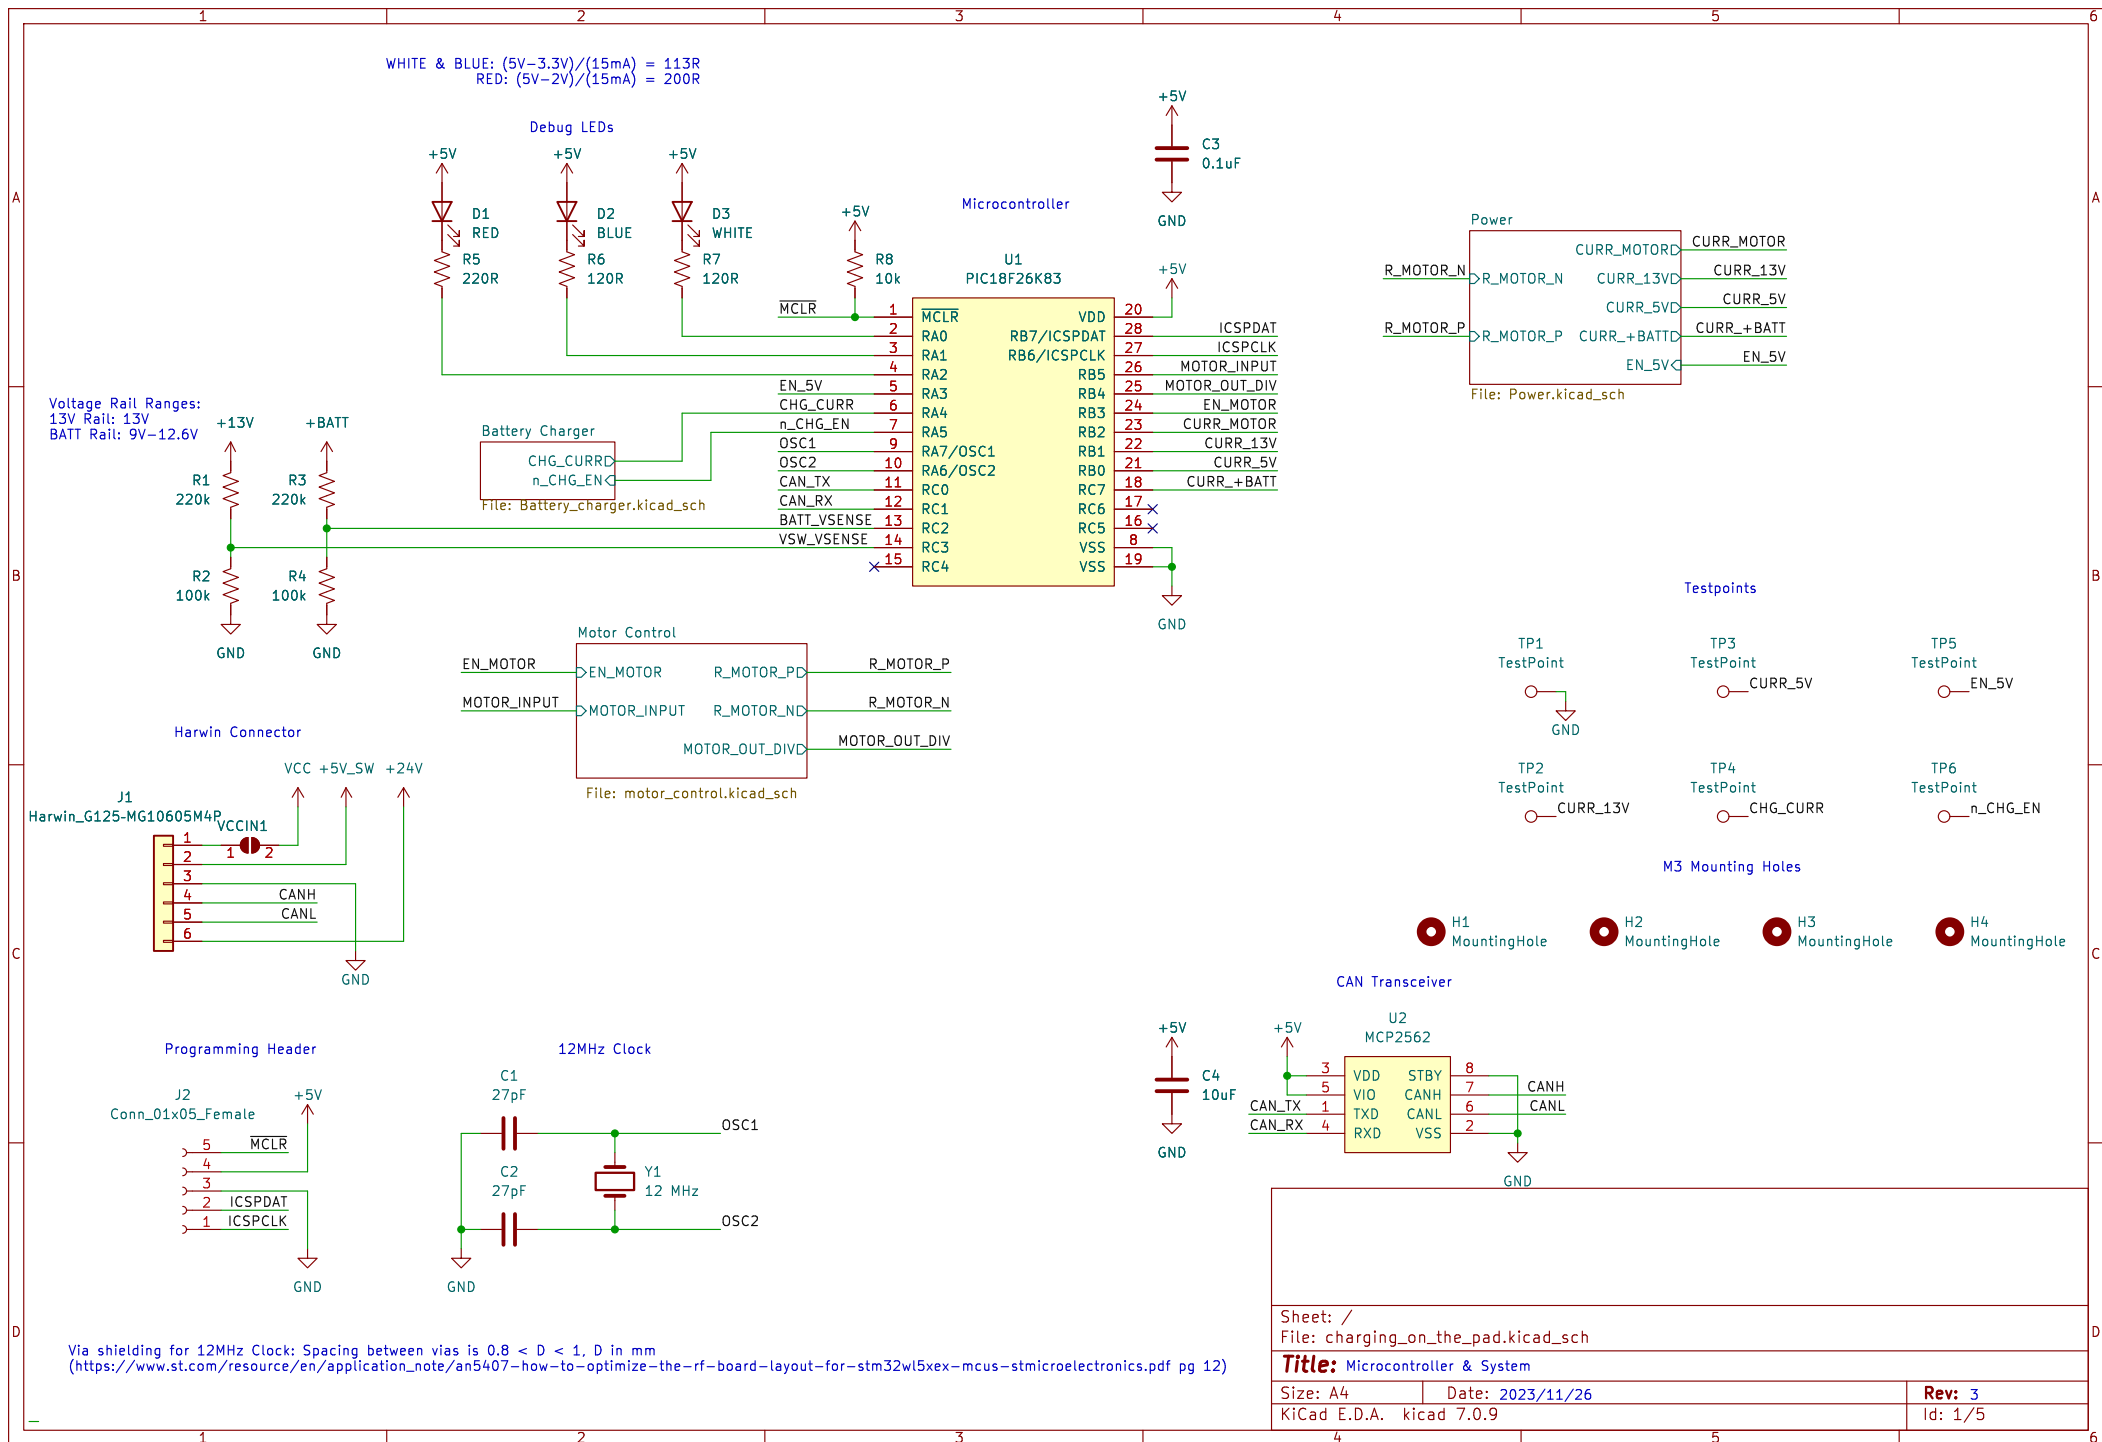 1 2 3 4 5 6
WHITE & BLUE: (5V-3.3V)/(15mA) = 113R
RED: (5V-2V)/(15mA) = 200R
Debug LEDs
+5V
+5V
+5V
D1
RED
D2
BLUE
D3
WHITE
R5
220R
R6
120R
R7
120R
+5V
R8
10k
+5V
C3
0.1uF
GND
A
A
Microcontroller
U1
PIC18F26K83
+5V
MCLR 1 MCLR
2 RA0
3 RA1
4 RA2
EN_5V 5 RA3
CHG_CURR 6 RA4
n_CHG_EN 7 RA5
OSC1 9 RA7/OSC1
OSC2 10 RA6/OSC2
CAN_TX 11 RC0
CAN_RX 12 RC1
BATT_VSENSE 13 RC2
VSW_VSENSE 14 RC3
15 RC4
VDD 20
RB7/ICSPDAT 28 ICSPDAT
RB6/ICSPCLK 27 ICSPCLK
RB5 26 MOTOR_INPUT
RB4 25 MOTOR_OUT_DIV
RB3 24 EN_MOTOR
RB2 23 CURR_MOTOR
RB1 22 CURR_13V
RB0 21 CURR_5V
RC7 18 CURR_+BATT
RC6 17
RC5 16
VSS 8
VSS 19
GND
Power
R_MOTOR_N R_MOTOR_N
R_MOTOR_P R_MOTOR_P
CURR_MOTOR CURR_MOTOR
CURR_13V CURR_13V
CURR_5V CURR_5V
CURR_+BATT CURR_+BATT
EN_5V EN_5V
File: Power.kicad_sch
Voltage Rail Ranges:
13V Rail: 13V
BATT Rail: 9V-12.6V
+13V
+BATT
R1
220k
R3
220k
R2
100k
R4
100k
GND
GND
Battery Charger
CHG_CURR
n_CHG_EN
File: Battery_charger.kicad_sch
B
B
Motor Control
EN_MOTOR EN_MOTOR
MOTOR_INPUT MOTOR_INPUT
R_MOTOR_P R_MOTOR_P
R_MOTOR_N R_MOTOR_N
MOTOR_OUT_DIV MOTOR_OUT_DIV
File: motor_control.kicad_sch
Testpoints
TP1
TestPoint
GND
TP3
TestPoint
CURR_5V
TP5
TestPoint
EN_5V
TP2
TestPoint
CURR_13V
TP4
TestPoint
CHG_CURR
TP6
TestPoint
n_CHG_EN
Harwin Connector
VCC +5V_SW +24V
J1
Harwin_G125-MG10605M4P
VCCIN1
1 1 2
2
3
4 CANH
5 CANL
6
GND
M3 Mounting Holes
H1
MountingHole
H2
MountingHole
H3
MountingHole
H4
MountingHole
C
C
CAN Transceiver
+5V
C4
10uF
GND
+5V
U2
MCP2562
3 VDD
5 VIO
CAN_TX 1 TXD
CAN_RX 4 RXD
STBY 8
CANH 7 CANH
CANL 6 CANL
VSS 2
GND
Programming Header
J2
Conn_01x05_Female
+5V
5 MCLR
4
3
2 ICSPDAT
1 ICSPCLK
GND
12MHz Clock
C1
27pF
C2
27pF
OSC1
Y1
12 MHz
OSC2
GND
Via shielding for 12MHz Clock: Spacing between vias is 0.8 < D < 1, D in mm
(https://www.st.com/resource/en/application_note/an5407-how-to-optimize-the-rf-board-layout-for-stm32wl5xex-mcus-stmicroelectronics.pdf pg 12)
D
D
Sheet: /
File: charging_on_the_pad.kicad_sch
Title: Microcontroller & System
Size: A4 Date: 2023/11/26 Rev: 3
KiCad E.D.A. kicad 7.0.9 Id: 1/5
1 2 3 4 5 6